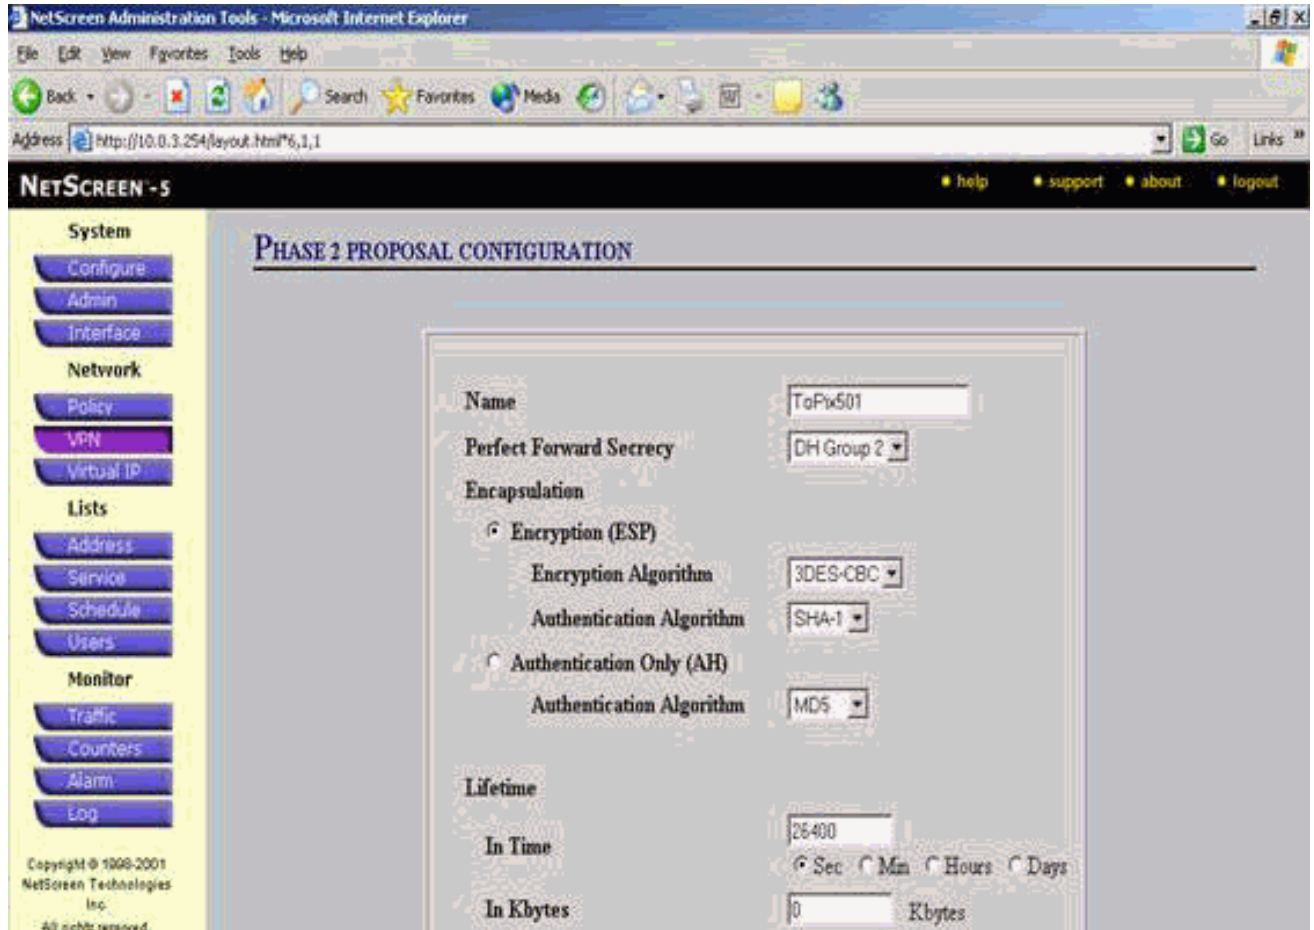 NetScreen Administration Tools - Microsoft Internet Explorer
File Edit View Favorites Tools Help
Back Search Favorites Media
Address http://10.0.3.254/layout.html*6,1,1 Go Links »
NETSCREEN-5 help support about logout
System
Configure
Admin
Interface
Network
Policy
VPN
Virtual IP
Lists
Address
Service
Schedule
Users
Monitor
Traffic
Counters
Alarm
Log
Copyright © 1998-2001
NetScreen Technologies
Inc.
All rights reserved.
PHASE 2 PROPOSAL CONFIGURATION
Name ToPix501
Perfect Forward Secrecy DH Group 2
Encapsulation
Encryption (ESP)
Encryption Algorithm 3DES-CBC
Authentication Algorithm SHA-1
Authentication Only (AH)
Authentication Algorithm MD5
Lifetime
In Time 26400
Sec Min Hours Days
In Kbytes 0 Kbytes